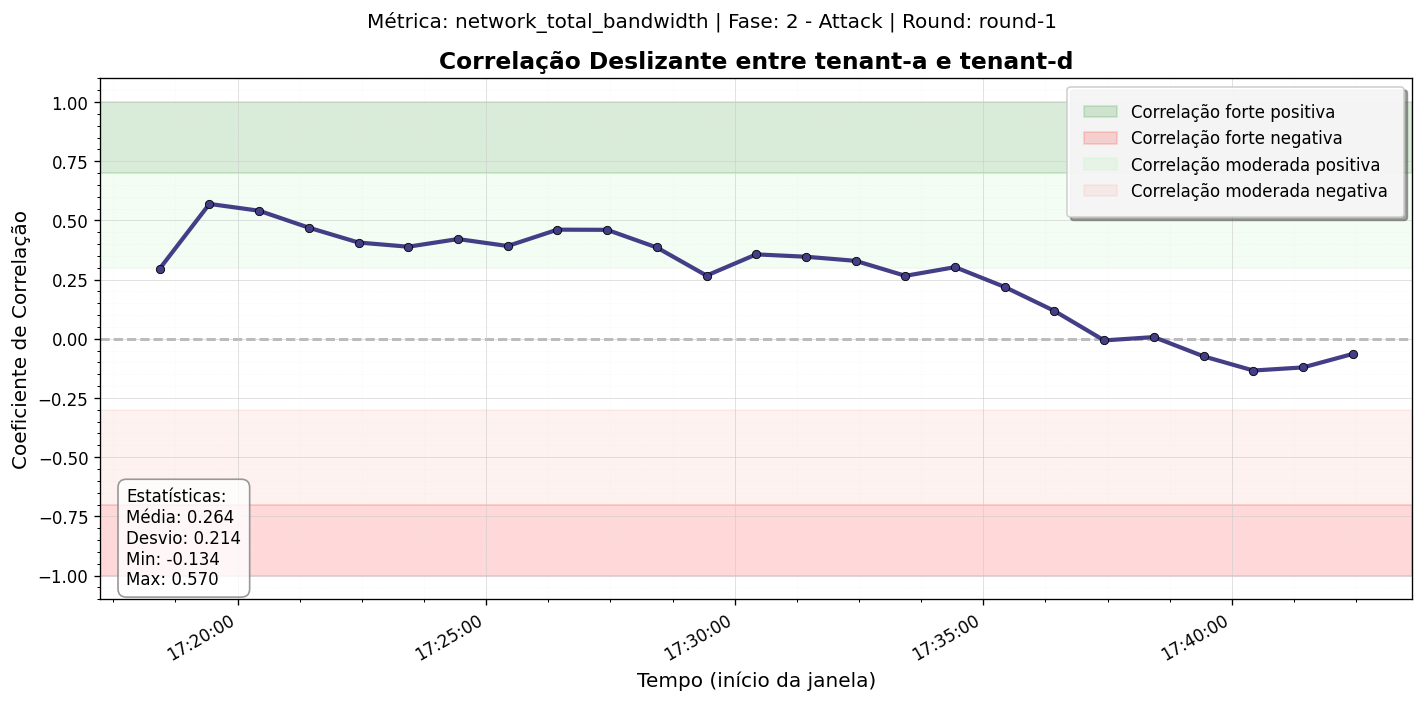 Métrica: network_total_bandwidth | Fase: 2 - Attack | Round: round-1
Correlação Deslizante entre tenant-a e tenant-d
Coeficiente de Correlação
1.00
0.75
0.50
0.25
0.00
−0.25
−0.50
−0.75
−1.00
Correlação forte positiva
Correlação forte negativa
Correlação moderada positiva
Correlação moderada negativa
Estatísticas:
Média: 0.264
Desvio: 0.214
Min: -0.134
Max: 0.570
17:20:00
17:25:00
17:30:00
17:35:00
17:40:00
Tempo (início da janela)